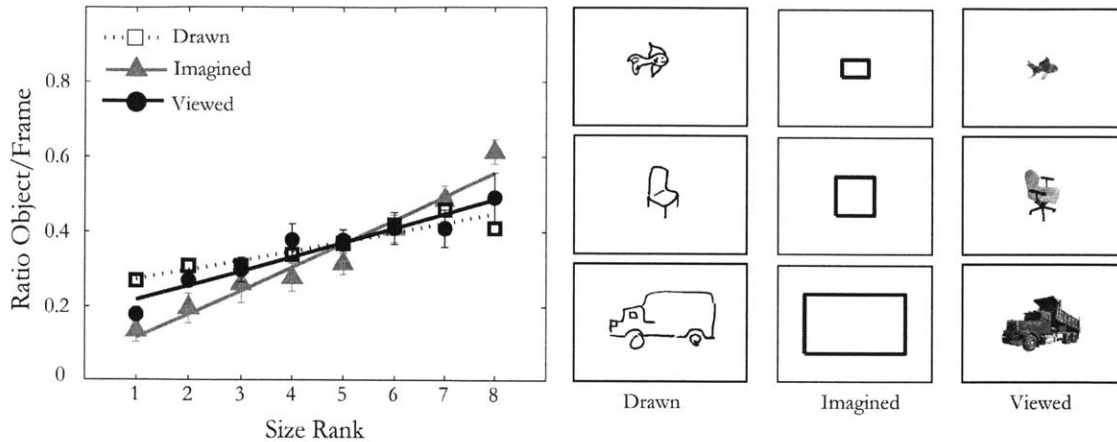 Drawn
Imagined
Viewed
0.8
0.6
0.4
0.2
0
Ratio Object/Frame
1 2 3 4 5 6 7 8
Size Rank
Drawn Imagined Viewed